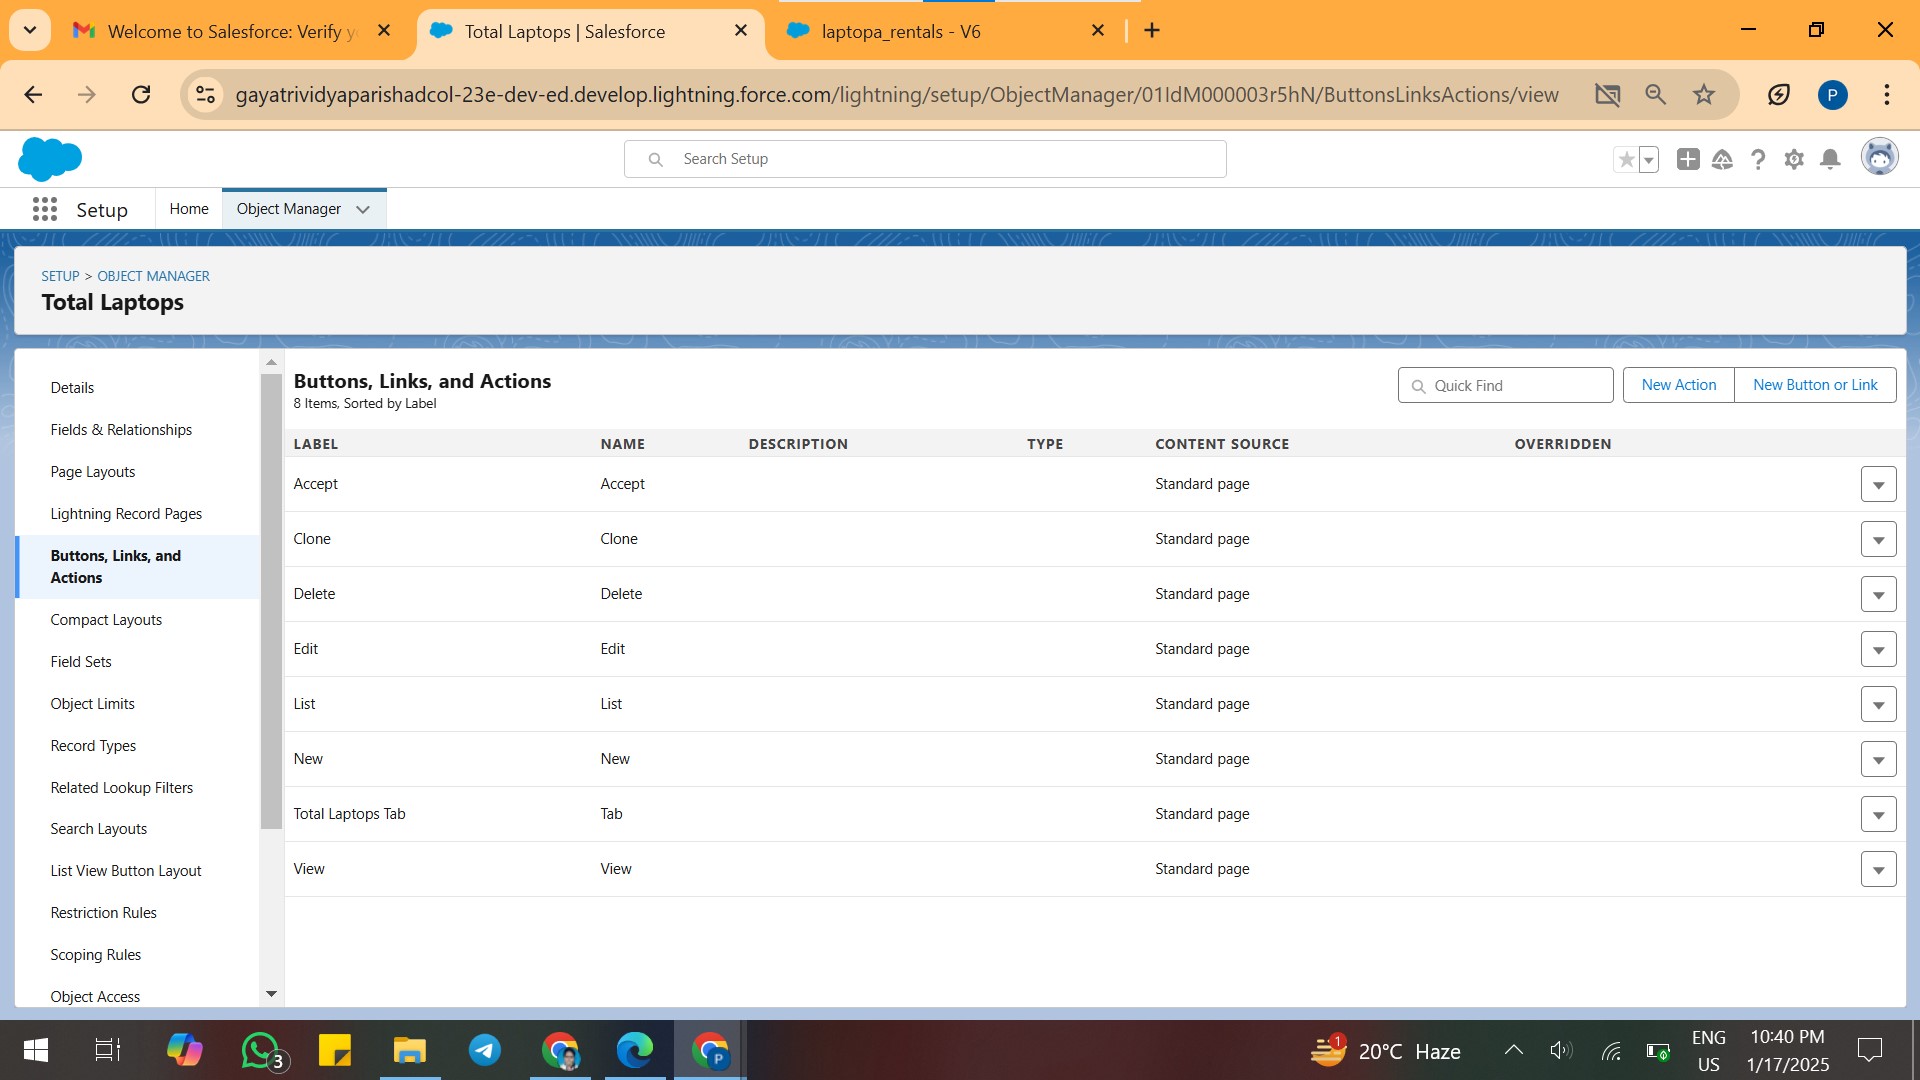 Welcome to Salesforce: Verify y
Total Laptops | Salesforce
laptopa_rentals - V6
gayatrividyaparishadcol-23e-dev-ed.develop.lightning.force.com/lightning/setup/ObjectManager/01IdM000003r5hN/ButtonsLinksActions/view
P
Search Setup
Setup
Home
Object Manager
SETUP > OBJECT MANAGER
Total Laptops
Details
Fields & Relationships
Page Layouts
Lightning Record Pages
Buttons, Links, and
Actions
Compact Layouts
Field Sets
Object Limits
Record Types
Related Lookup Filters
Search Layouts
List View Button Layout
Restriction Rules
Scoping Rules
Object Access
Buttons, Links, and Actions
8 Items, Sorted by Label
Quick Find
New Action
New Button or Link
LABEL NAME DESCRIPTION TYPE CONTENT SOURCE OVERRIDDEN
Accept Accept Standard page
Clone Clone Standard page
Delete Delete Standard page
Edit Edit Standard page
List List Standard page
New New Standard page
Total Laptops Tab Tab Standard page
View View Standard page
3
P
1
20°C Haze
ENG
US
10:40 PM
1/17/2025